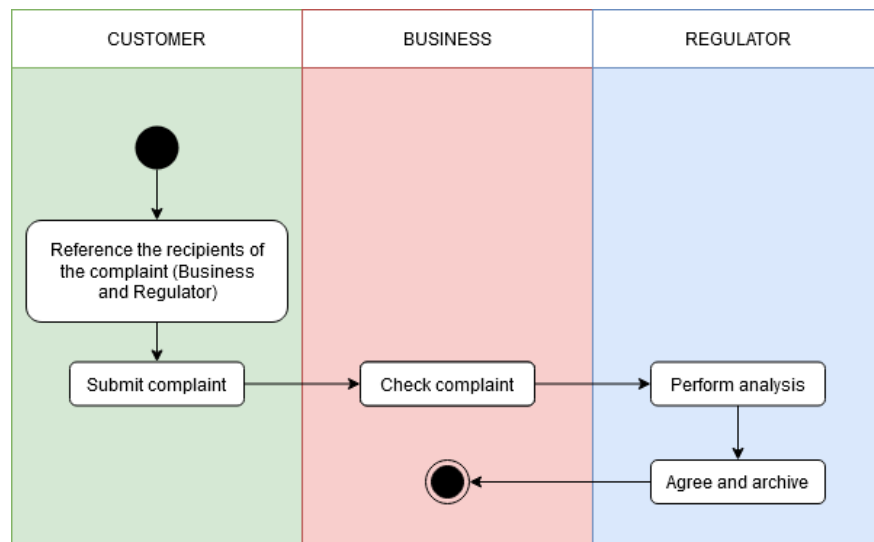 CUSTOMER
BUSINESS
REGULATOR
Reference the recipients of
the complaint (Business
and Regulator)
Submit complaint
Check complaint
Perform analysis
Agree and archive